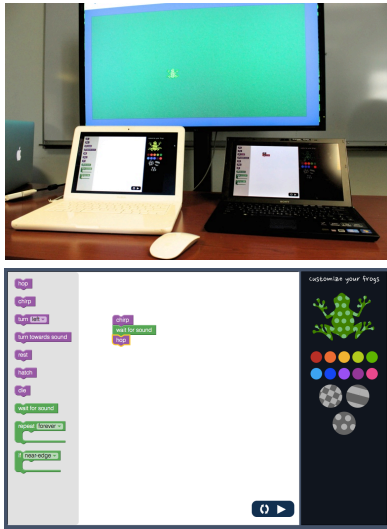 customize your frogs
hop
chirp
turn left
turn towards sound
rest
hatch
die
wait for sound
repeat forever
if near-edge
chirp
wait for sound
hop